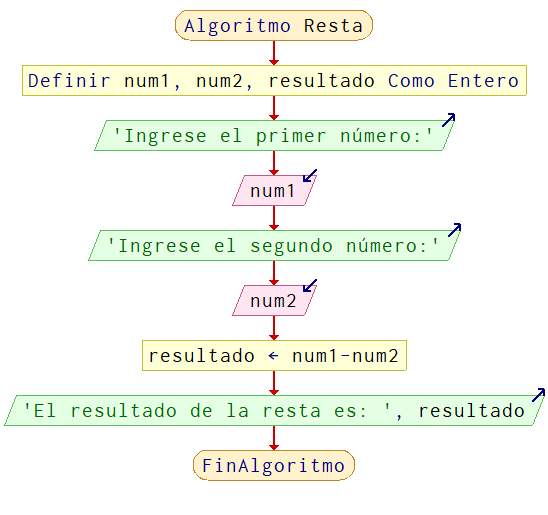 Algoritmo Resta
Definir num1, num2, resultado Como Entero
'Ingrese el primer número:'
num1
'Ingrese el segundo número:'
num2
resultado ← num1-num2
'El resultado de la resta es: ', resultado
FinAlgoritmo